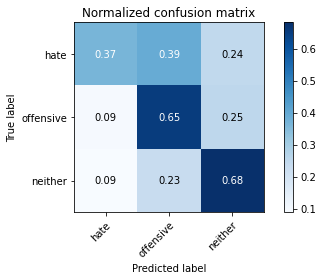 Normalized confusion matrix
True label
hate
0.37 0.39 0.24
offensive
0.09 0.65 0.25
neither
0.09 0.23 0.68
hate offensive neither
Predicted label
0.6
0.5
0.4
0.3
0.2
0.1